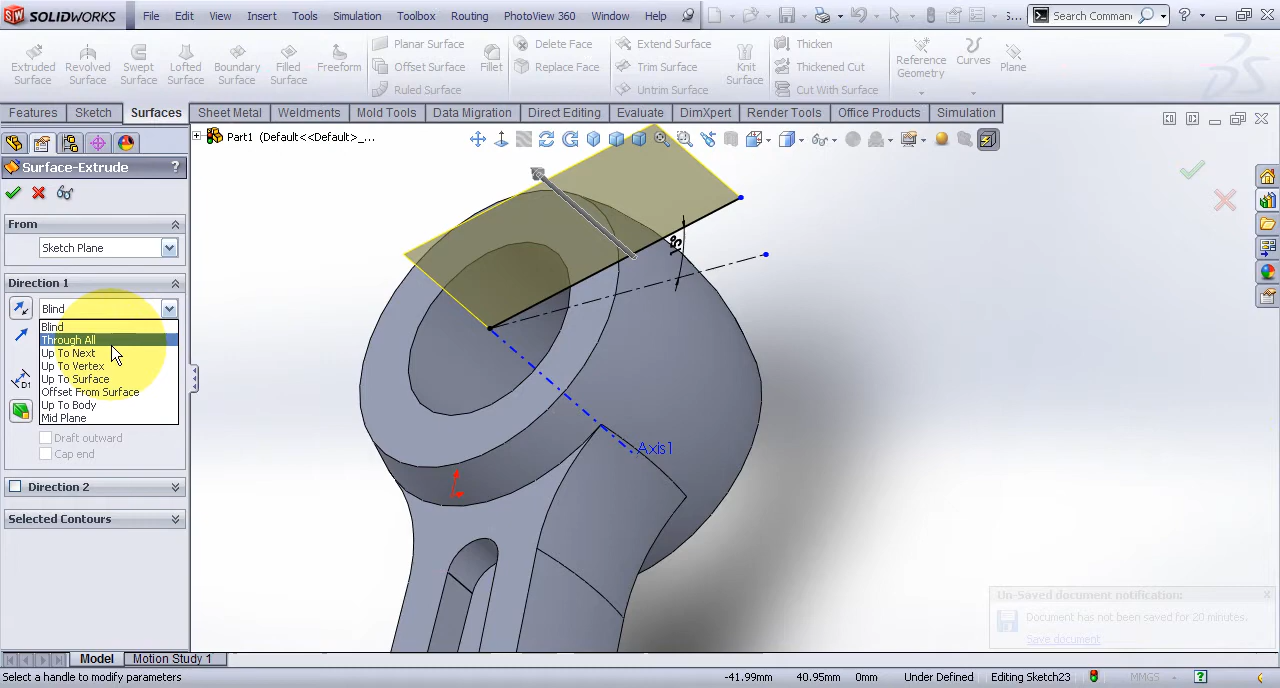 SOLIDWORKS File Edit View Insert Tools Simulation Toolbox Routing PhotoView 360 Window Help S... Search Comman
Extruded Surface Revolved Surface Swept Surface Lofted Surface Boundary Surface Filled Surface Freeform Planar Surface Offset Surface Ruled Surface Fillet Delete Face Replace Face Extend Surface Trim Surface Untrim Surface Knit Surface Thicken Thickened Cut Cut With Surface Reference Geometry Curves Plane
Features Sketch Surfaces Sheet Metal Weldments Mold Tools Data Migration Direct Editing Evaluate DimXpert Render Tools Office Products Simulation
Part1 (Default<<Default>_...
Surface-Extrude ?
From
Sketch Plane
Direction 1
Blind
Blind
Through All
Up To Next
Up To Vertex
Up To Surface
Offset From Surface
Up To Body
Mid Plane
D1
Draft outward
Cap end
Direction 2
Selected Contours
Axis1
Un-Saved document notification:
Document has not been saved for 20 minutes.
Save document
Model Motion Study 1
Select a handle to modify parameters -41.99mm 40.95mm 0mm Under Defined Editing Sketch23 MMGS